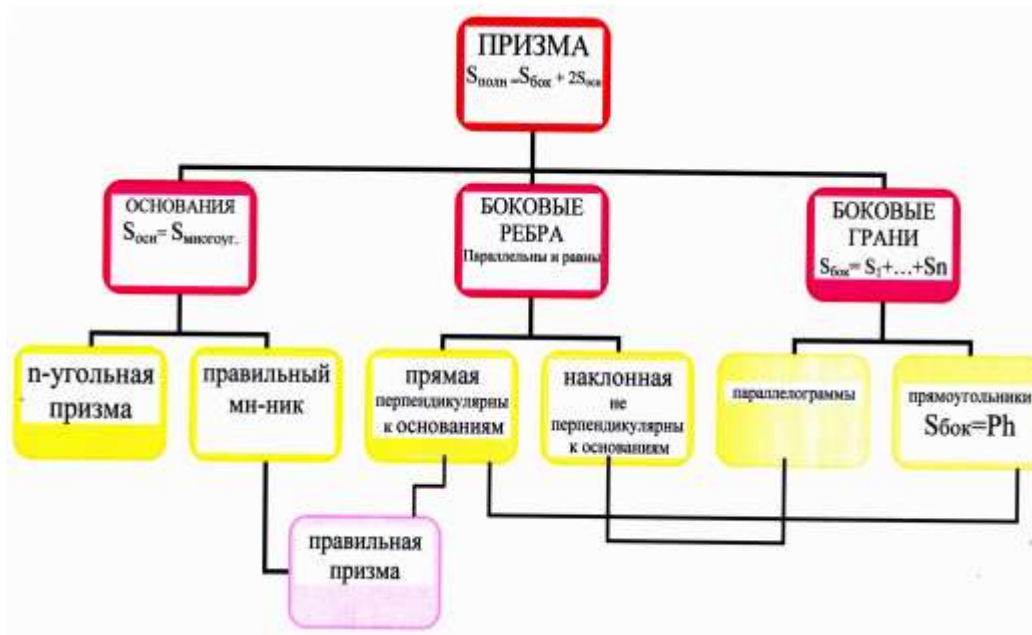 ПРИЗМА
Sполн =Sбок + 2Sосн
ОСНОВАНИЯ
Sосн= Sмногоуг.
БОКОВЫЕ
РЕБРА
Параллельны и равны
БОКОВЫЕ
ГРАНИ
Sбок= S1+…+Sn
n-угольная
призма
правильный
мн-ник
прямая
перпендикулярны
к основаниям
наклонная
не
перпендикулярны
к основаниям
параллелограммы
прямоугольники
Sбок=Ph
правильная
призма